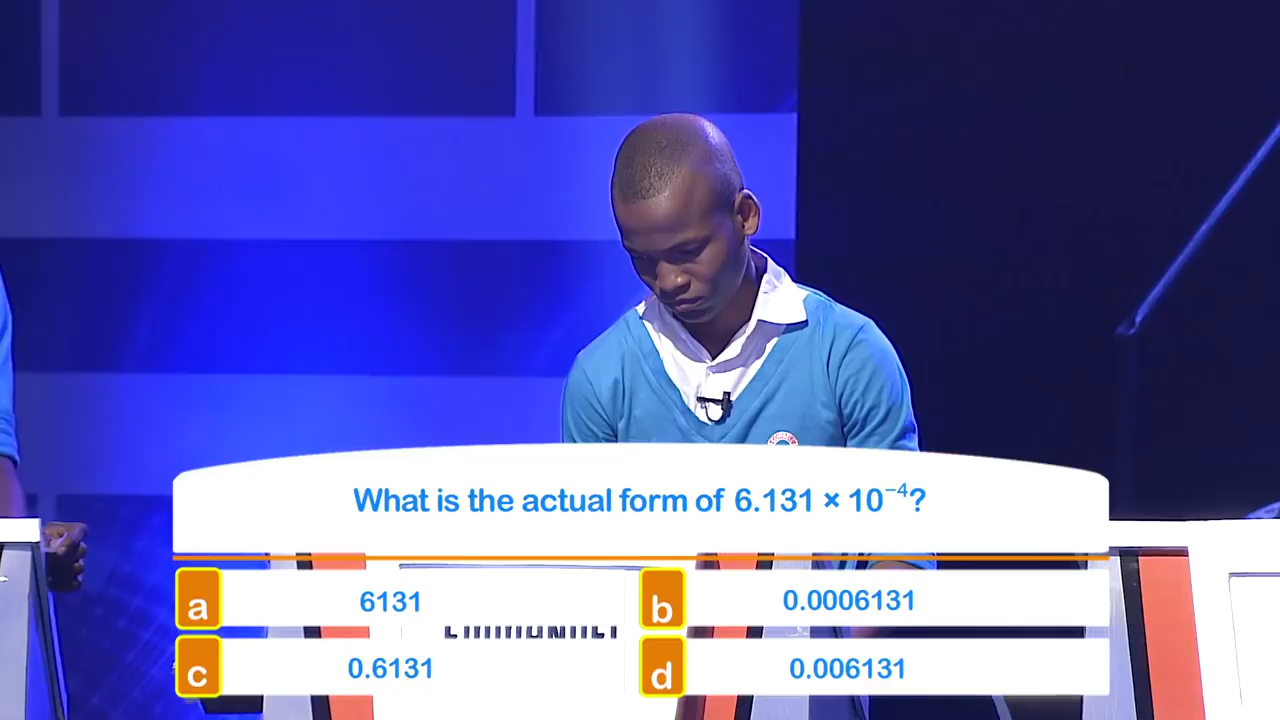 What is the actual form of 6.131 × 10⁻⁴?
a 6131
b 0.0006131
c 0.6131
d 0.006131